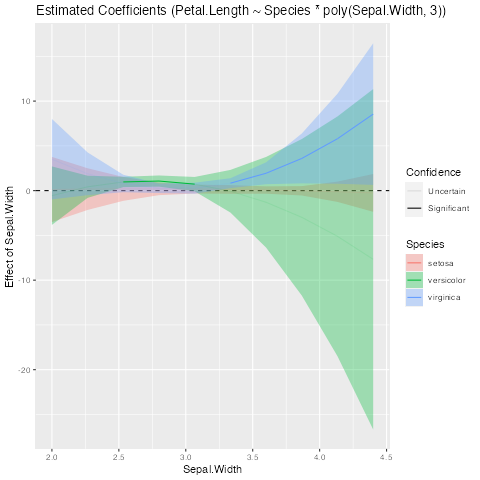 Estimated Coefficients (Petal.Length ~ Species * poly(Sepal.Width, 3))
Effect of Sepal.Width
10
0
-10
-20
2.0 2.5 3.0 3.5 4.0 4.5
Sepal.Width
Confidence
Uncertain
Significant
Species
setosa
versicolor
virginica